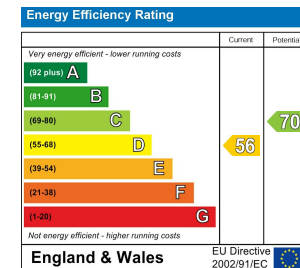 Energy Efficiency Rating
Current Potentia
Very energy efficient - lower running costs
(92 plus) A
(81-91) B
(69-80) C
70
(55-68) D
56
(39-54) E
(21-38) F
(1-20) G
Not energy efficient - higher running costs
England & Wales
EU Directive
2002/91/EC